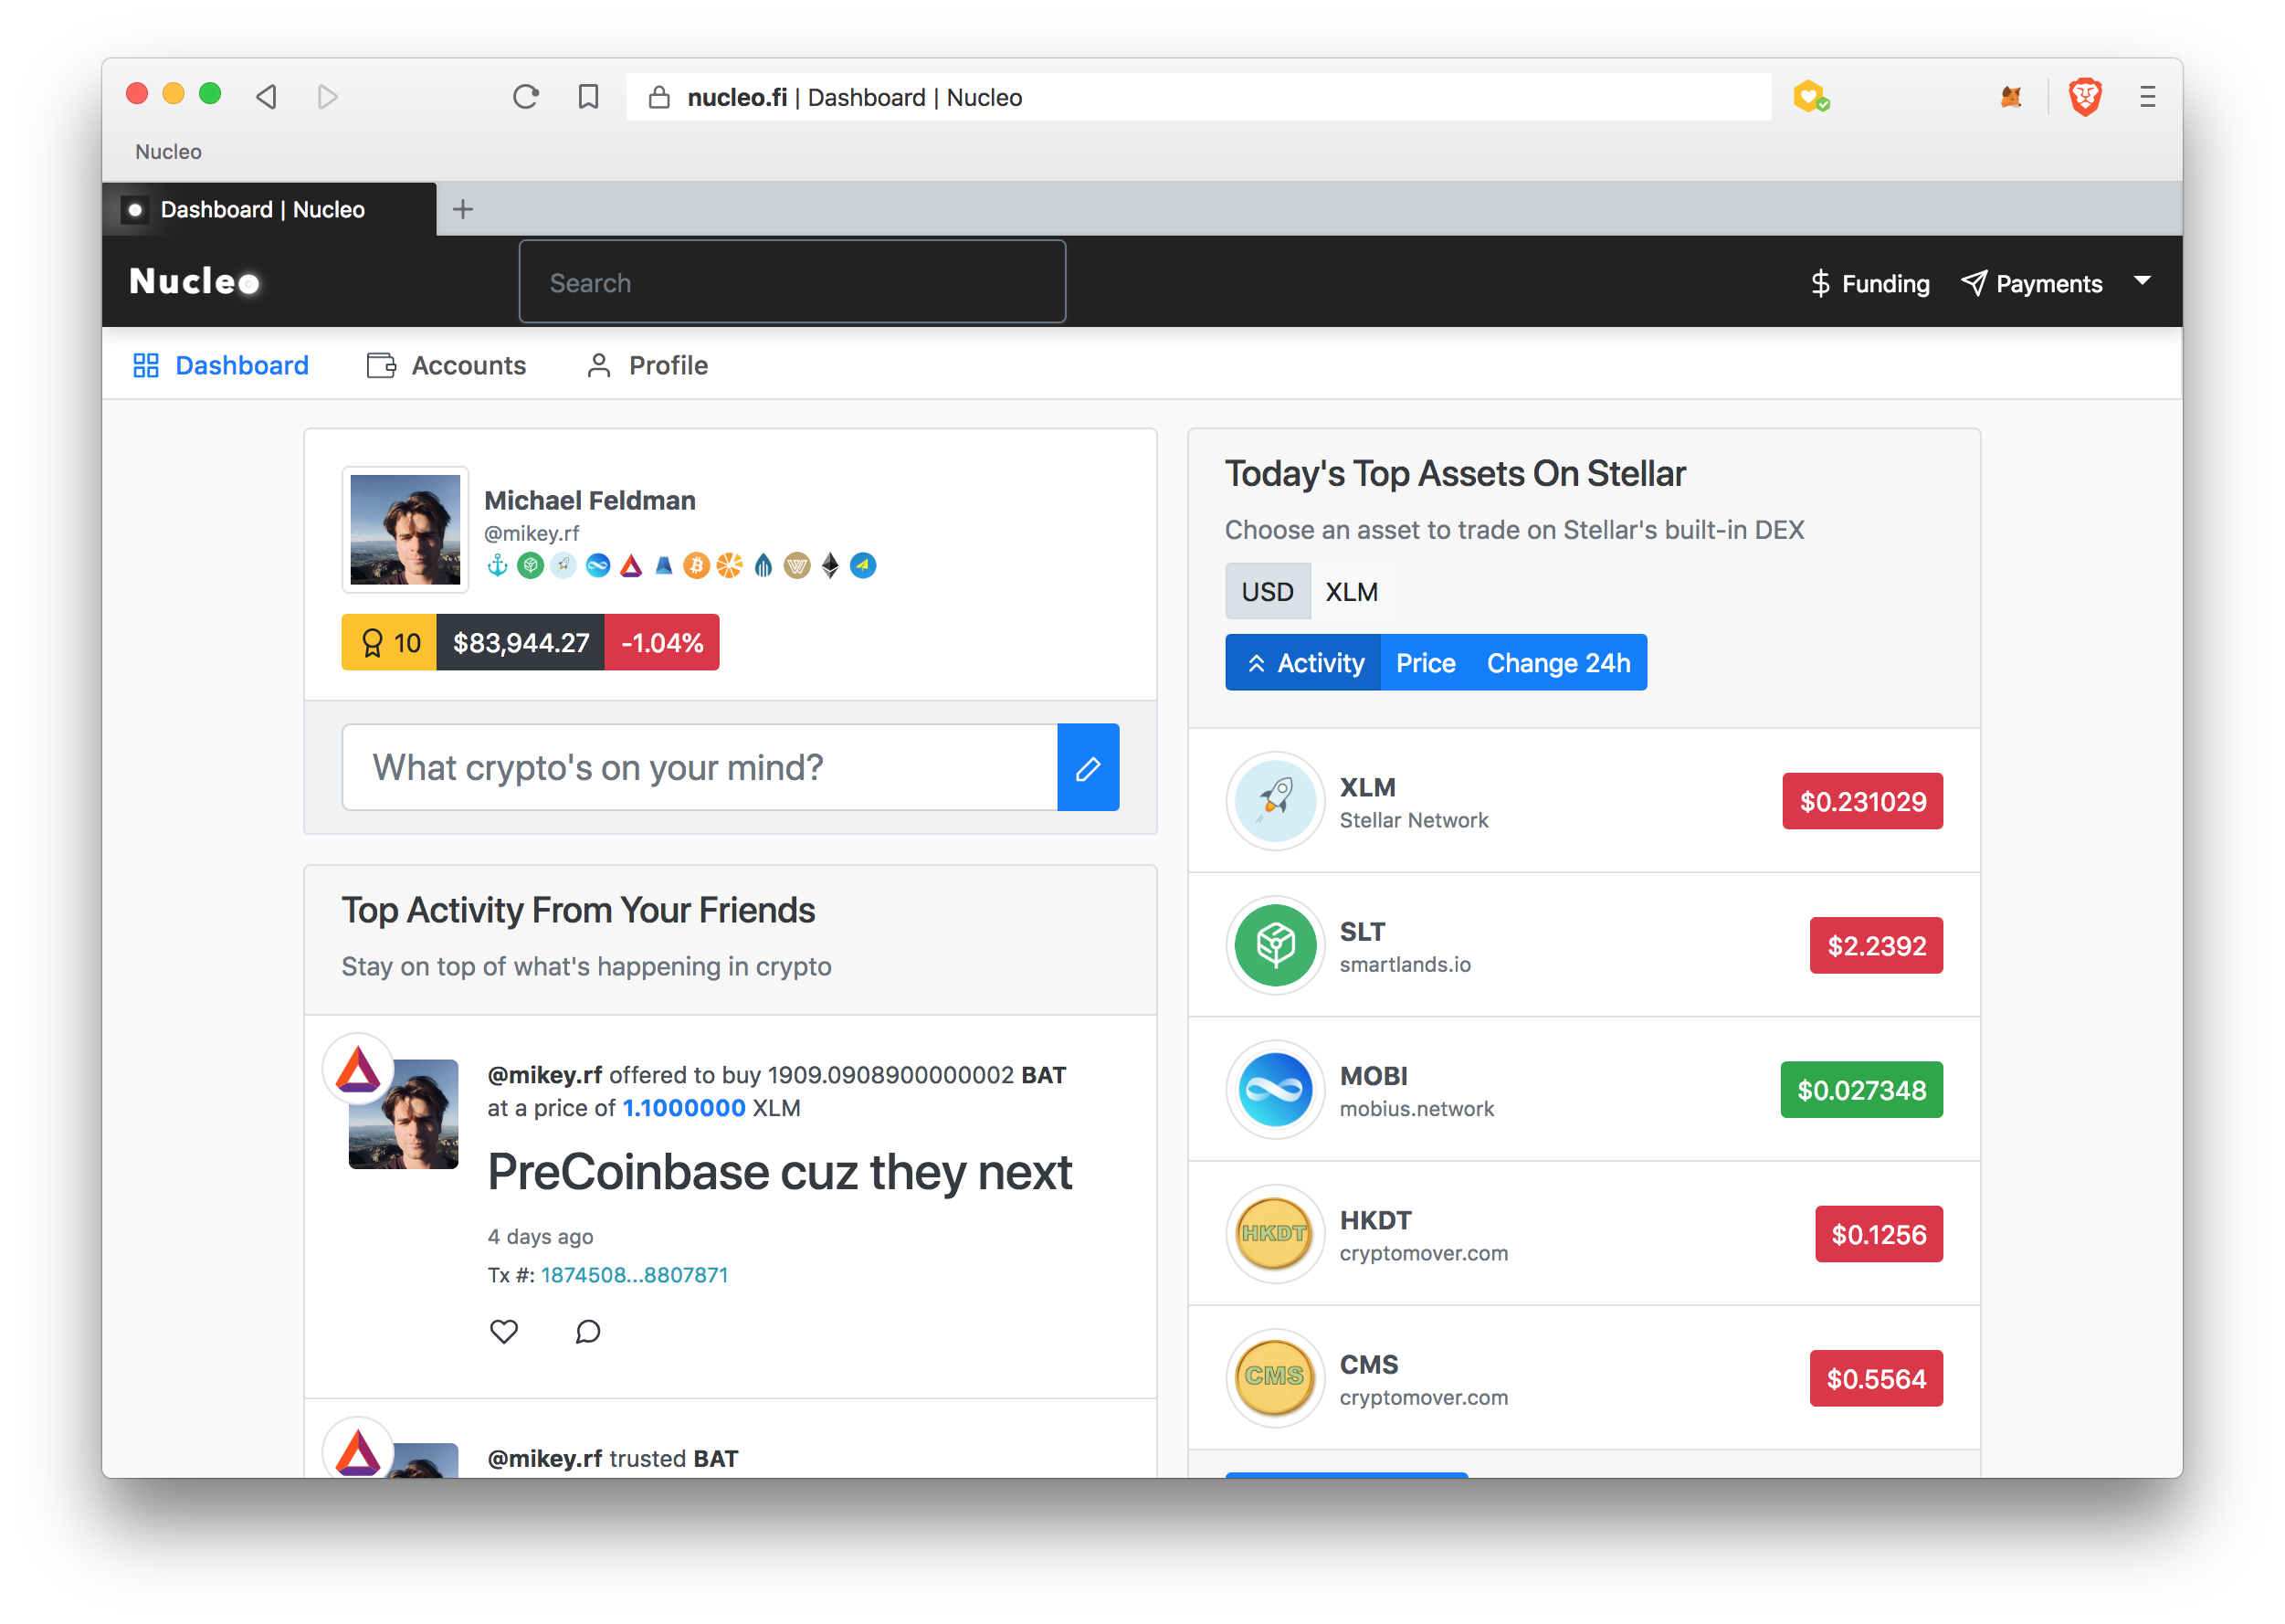 nucleo.fi | Dashboard | Nucleo
Nucleo
Dashboard | Nucleo
Nucleo
Search
Funding
Payments
Dashboard
Accounts
Profile
Michael Feldman
@mikey.rf
10
$83,944.27
-1.04%
What crypto's on your mind?
Top Activity From Your Friends
Stay on top of what's happening in crypto
@mikey.rf offered to buy 1909.0908900000002 BAT
at a price of 1.1000000 XLM
PreCoinbase cuz they next
4 days ago
Tx #: 1874508...8807871
@mikey.rf trusted BAT
Today's Top Assets On Stellar
Choose an asset to trade on Stellar's built-in DEX
USD
XLM
Activity
Price
Change 24h
XLM
Stellar Network
$0.231029
SLT
smartlands.io
$2.2392
MOBI
mobius.network
$0.027348
HKDT
HKDT
cryptomover.com
$0.1256
CMS
CMS
cryptomover.com
$0.5564